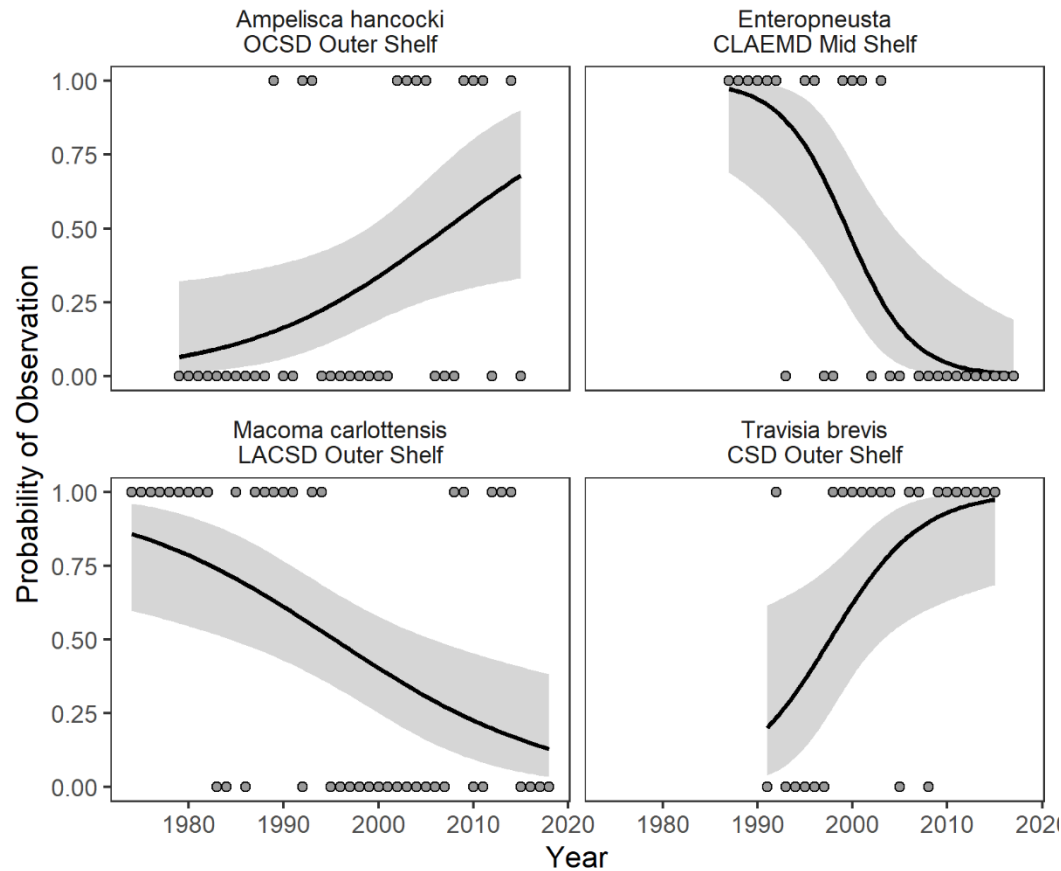 Ampelisca hancocki
OCSD Outer Shelf
Enteropneusta
CLAEMD Mid Shelf
1.00
0.75
0.50
0.25
0.00
Macoma carlottensis
LACSD Outer Shelf
Travisia brevis
CSD Outer Shelf
1.00
0.75
0.50
0.25
0.00
Probability of Observation
1980 1990 2000 2010 2020 1980 1990 2000 2010 2020
Year